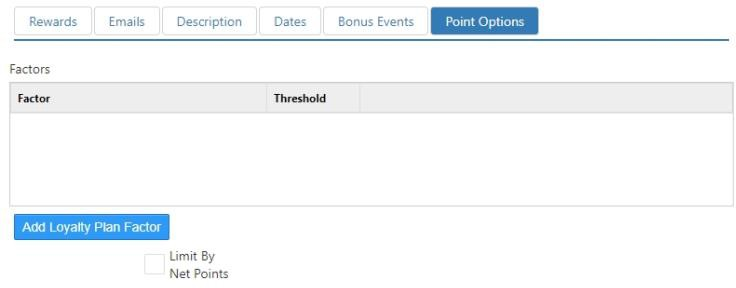 Rewards Emails Description Dates Bonus Events Point Options
Factors
Factor Threshold
Add Loyalty Plan Factor
Limit By
Net Points